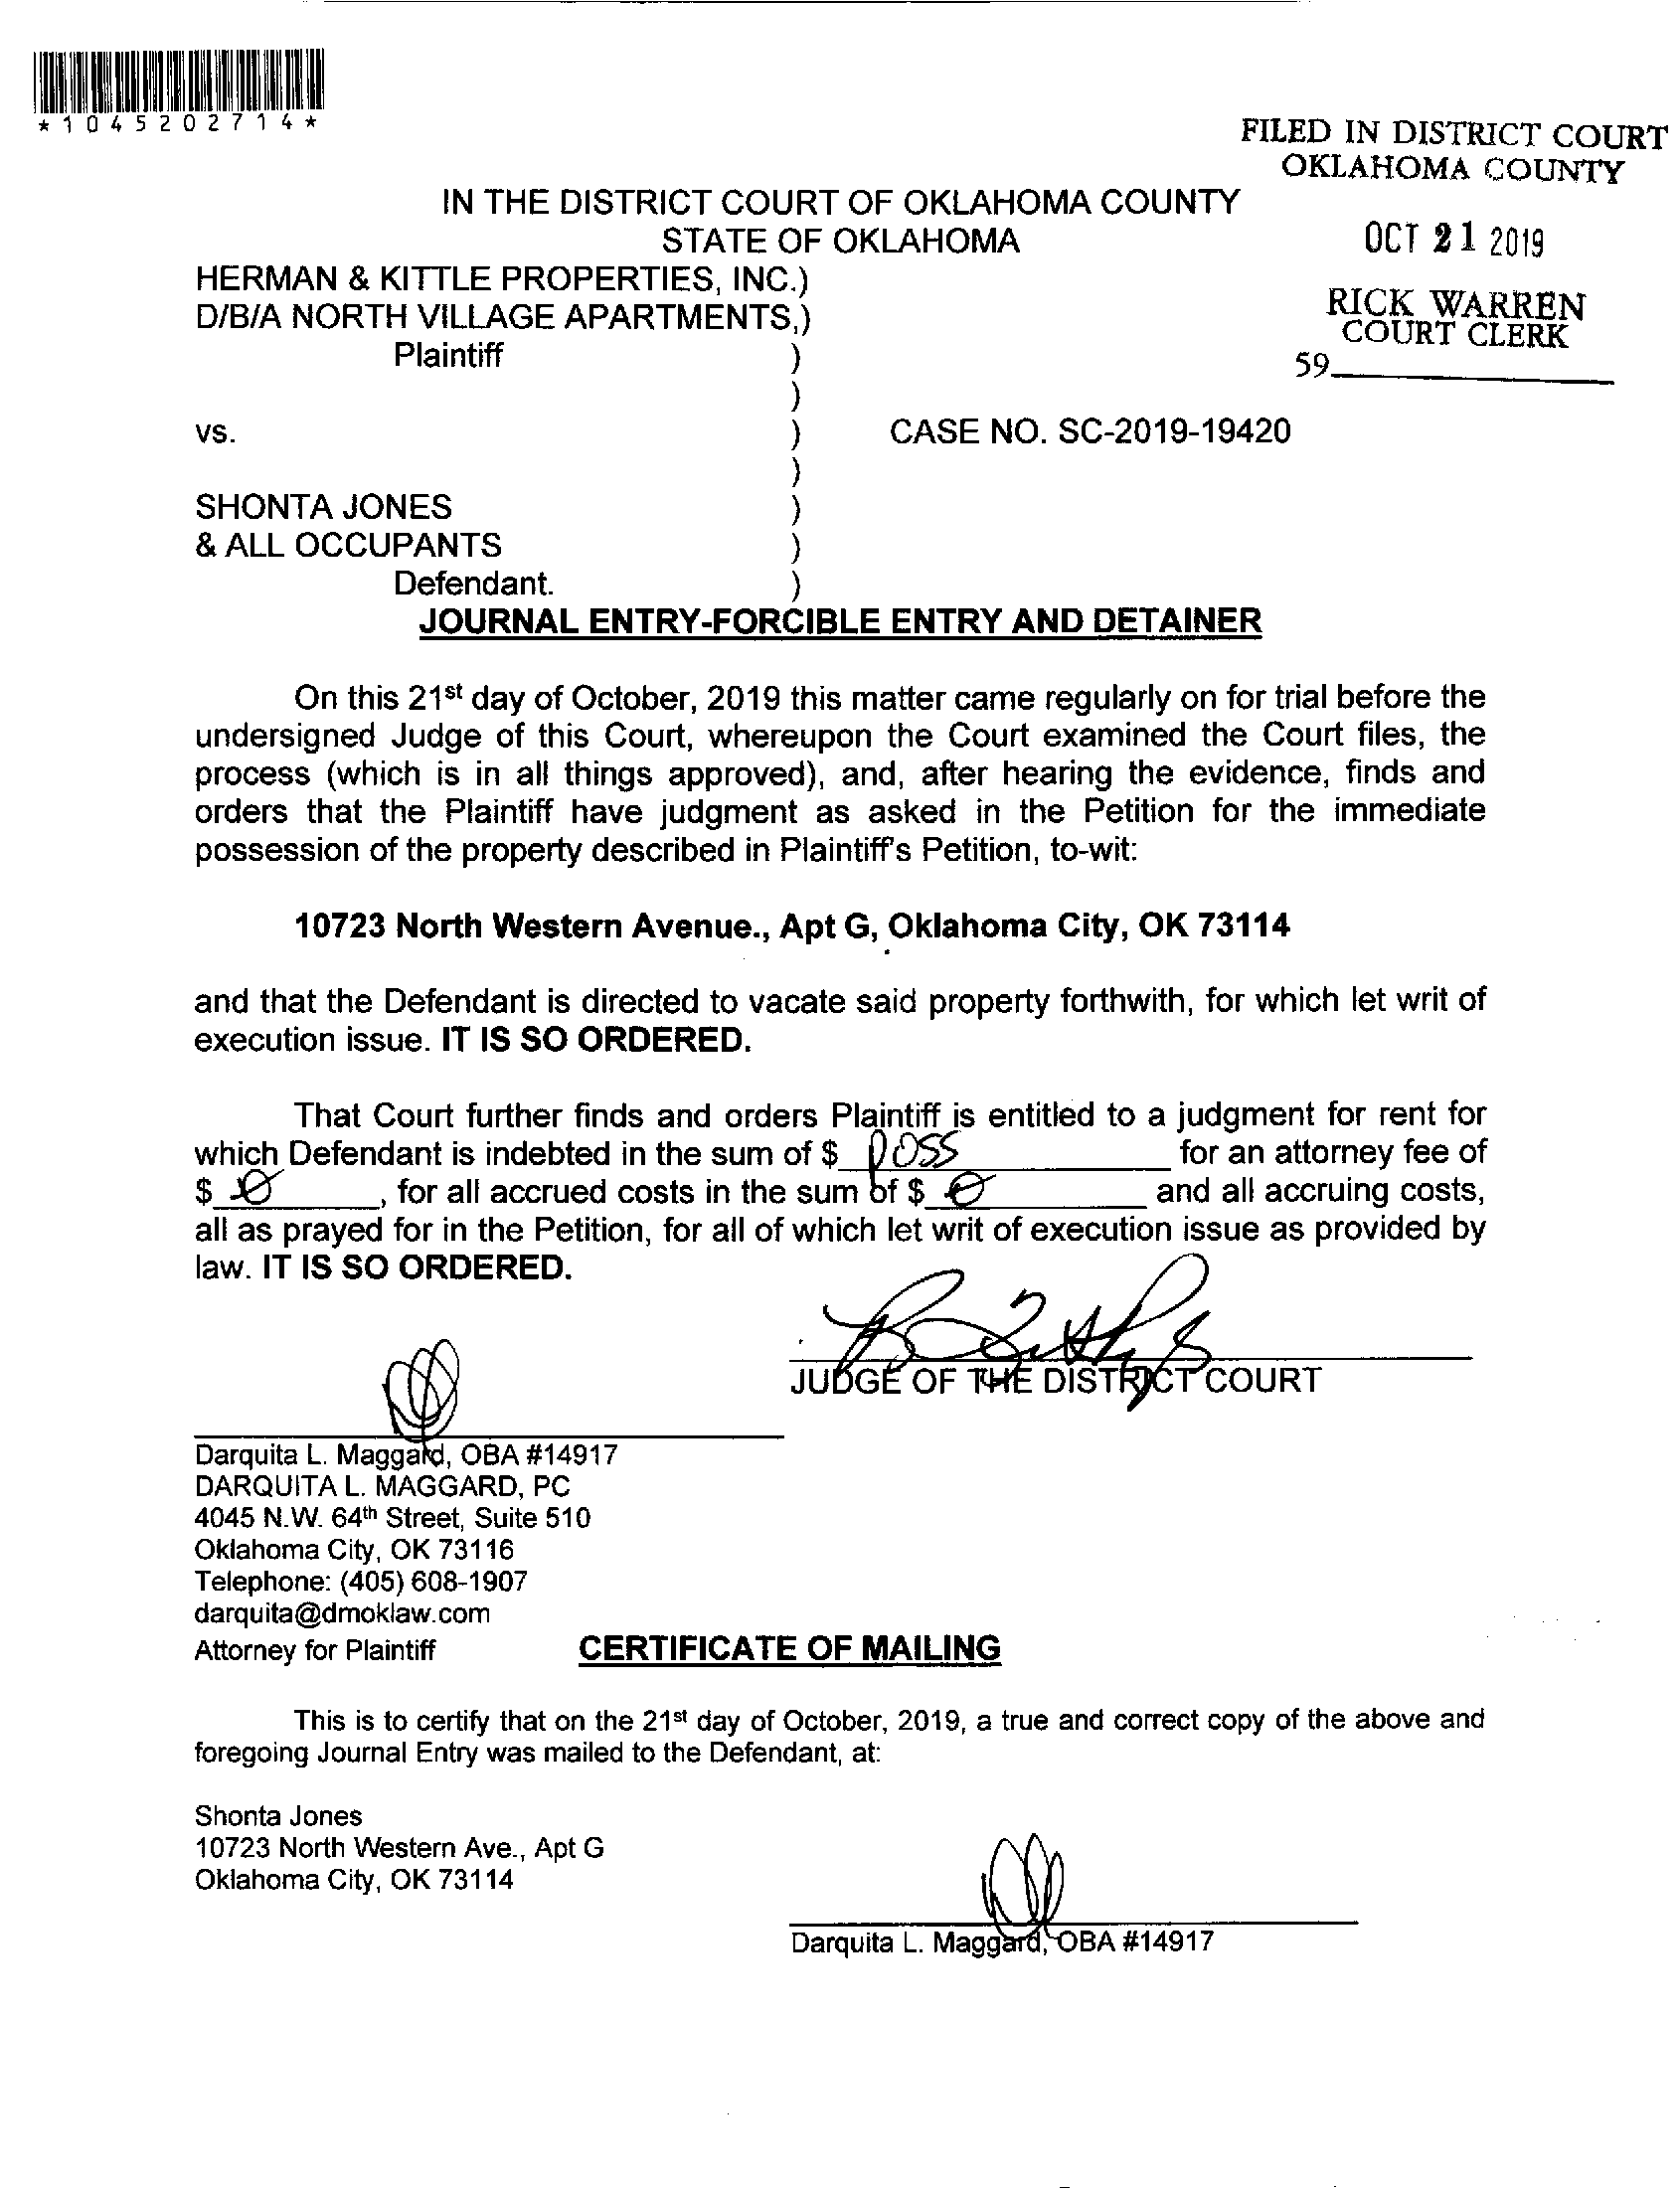 *1045202714*
FILED IN DISTRICT COURT
OKLAHOMA COUNTY
IN THE DISTRICT COURT OF OKLAHOMA COUNTY
STATE OF OKLAHOMA
OCT 21 2019
HERMAN & KITTLE PROPERTIES, INC.)
D/B/A NORTH VILLAGE APARTMENTS,)
RICK WARREN
COURT CLERK
Plaintiff )
59
)
vs. ) CASE NO. SC-2019-19420
)
SHONTA JONES )
& ALL OCCUPANTS )
Defendant. )
JOURNAL ENTRY-FORCIBLE ENTRY AND DETAINER
On this 21st day of October, 2019 this matter came regularly on for trial before the
undersigned Judge of this Court, whereupon the Court examined the Court files, the
process (which is in all things approved), and, after hearing the evidence, finds and
orders that the Plaintiff have judgment as asked in the Petition for the immediate
possession of the property described in Plaintiff's Petition, to-wit:
10723 North Western Avenue., Apt G, Oklahoma City, OK 73114
and that the Defendant is directed to vacate said property forthwith, for which let writ of
execution issue. IT IS SO ORDERED.
That Court further finds and orders Plaintiff is entitled to a judgment for rent for
which Defendant is indebted in the sum of $ poss for an attorney fee of
$ 0, for all accrued costs in the sum of $ 0 and all accruing costs,
all as prayed for in the Petition, for all of which let writ of execution issue as provided by
law. IT IS SO ORDERED.
JUDGE OF THE DISTRICT COURT
Darquita L. Maggard, OBA #14917
DARQUITA L. MAGGARD, PC
4045 N.W. 64th Street, Suite 510
Oklahoma City, OK 73116
Telephone: (405) 608-1907
darquita@dmoklaw.com
Attorney for Plaintiff
CERTIFICATE OF MAILING
This is to certify that on the 21st day of October, 2019, a true and correct copy of the above and
foregoing Journal Entry was mailed to the Defendant, at:
Shonta Jones
10723 North Western Ave., Apt G
Oklahoma City, OK 73114
Darquita L. Maggard, OBA #14917